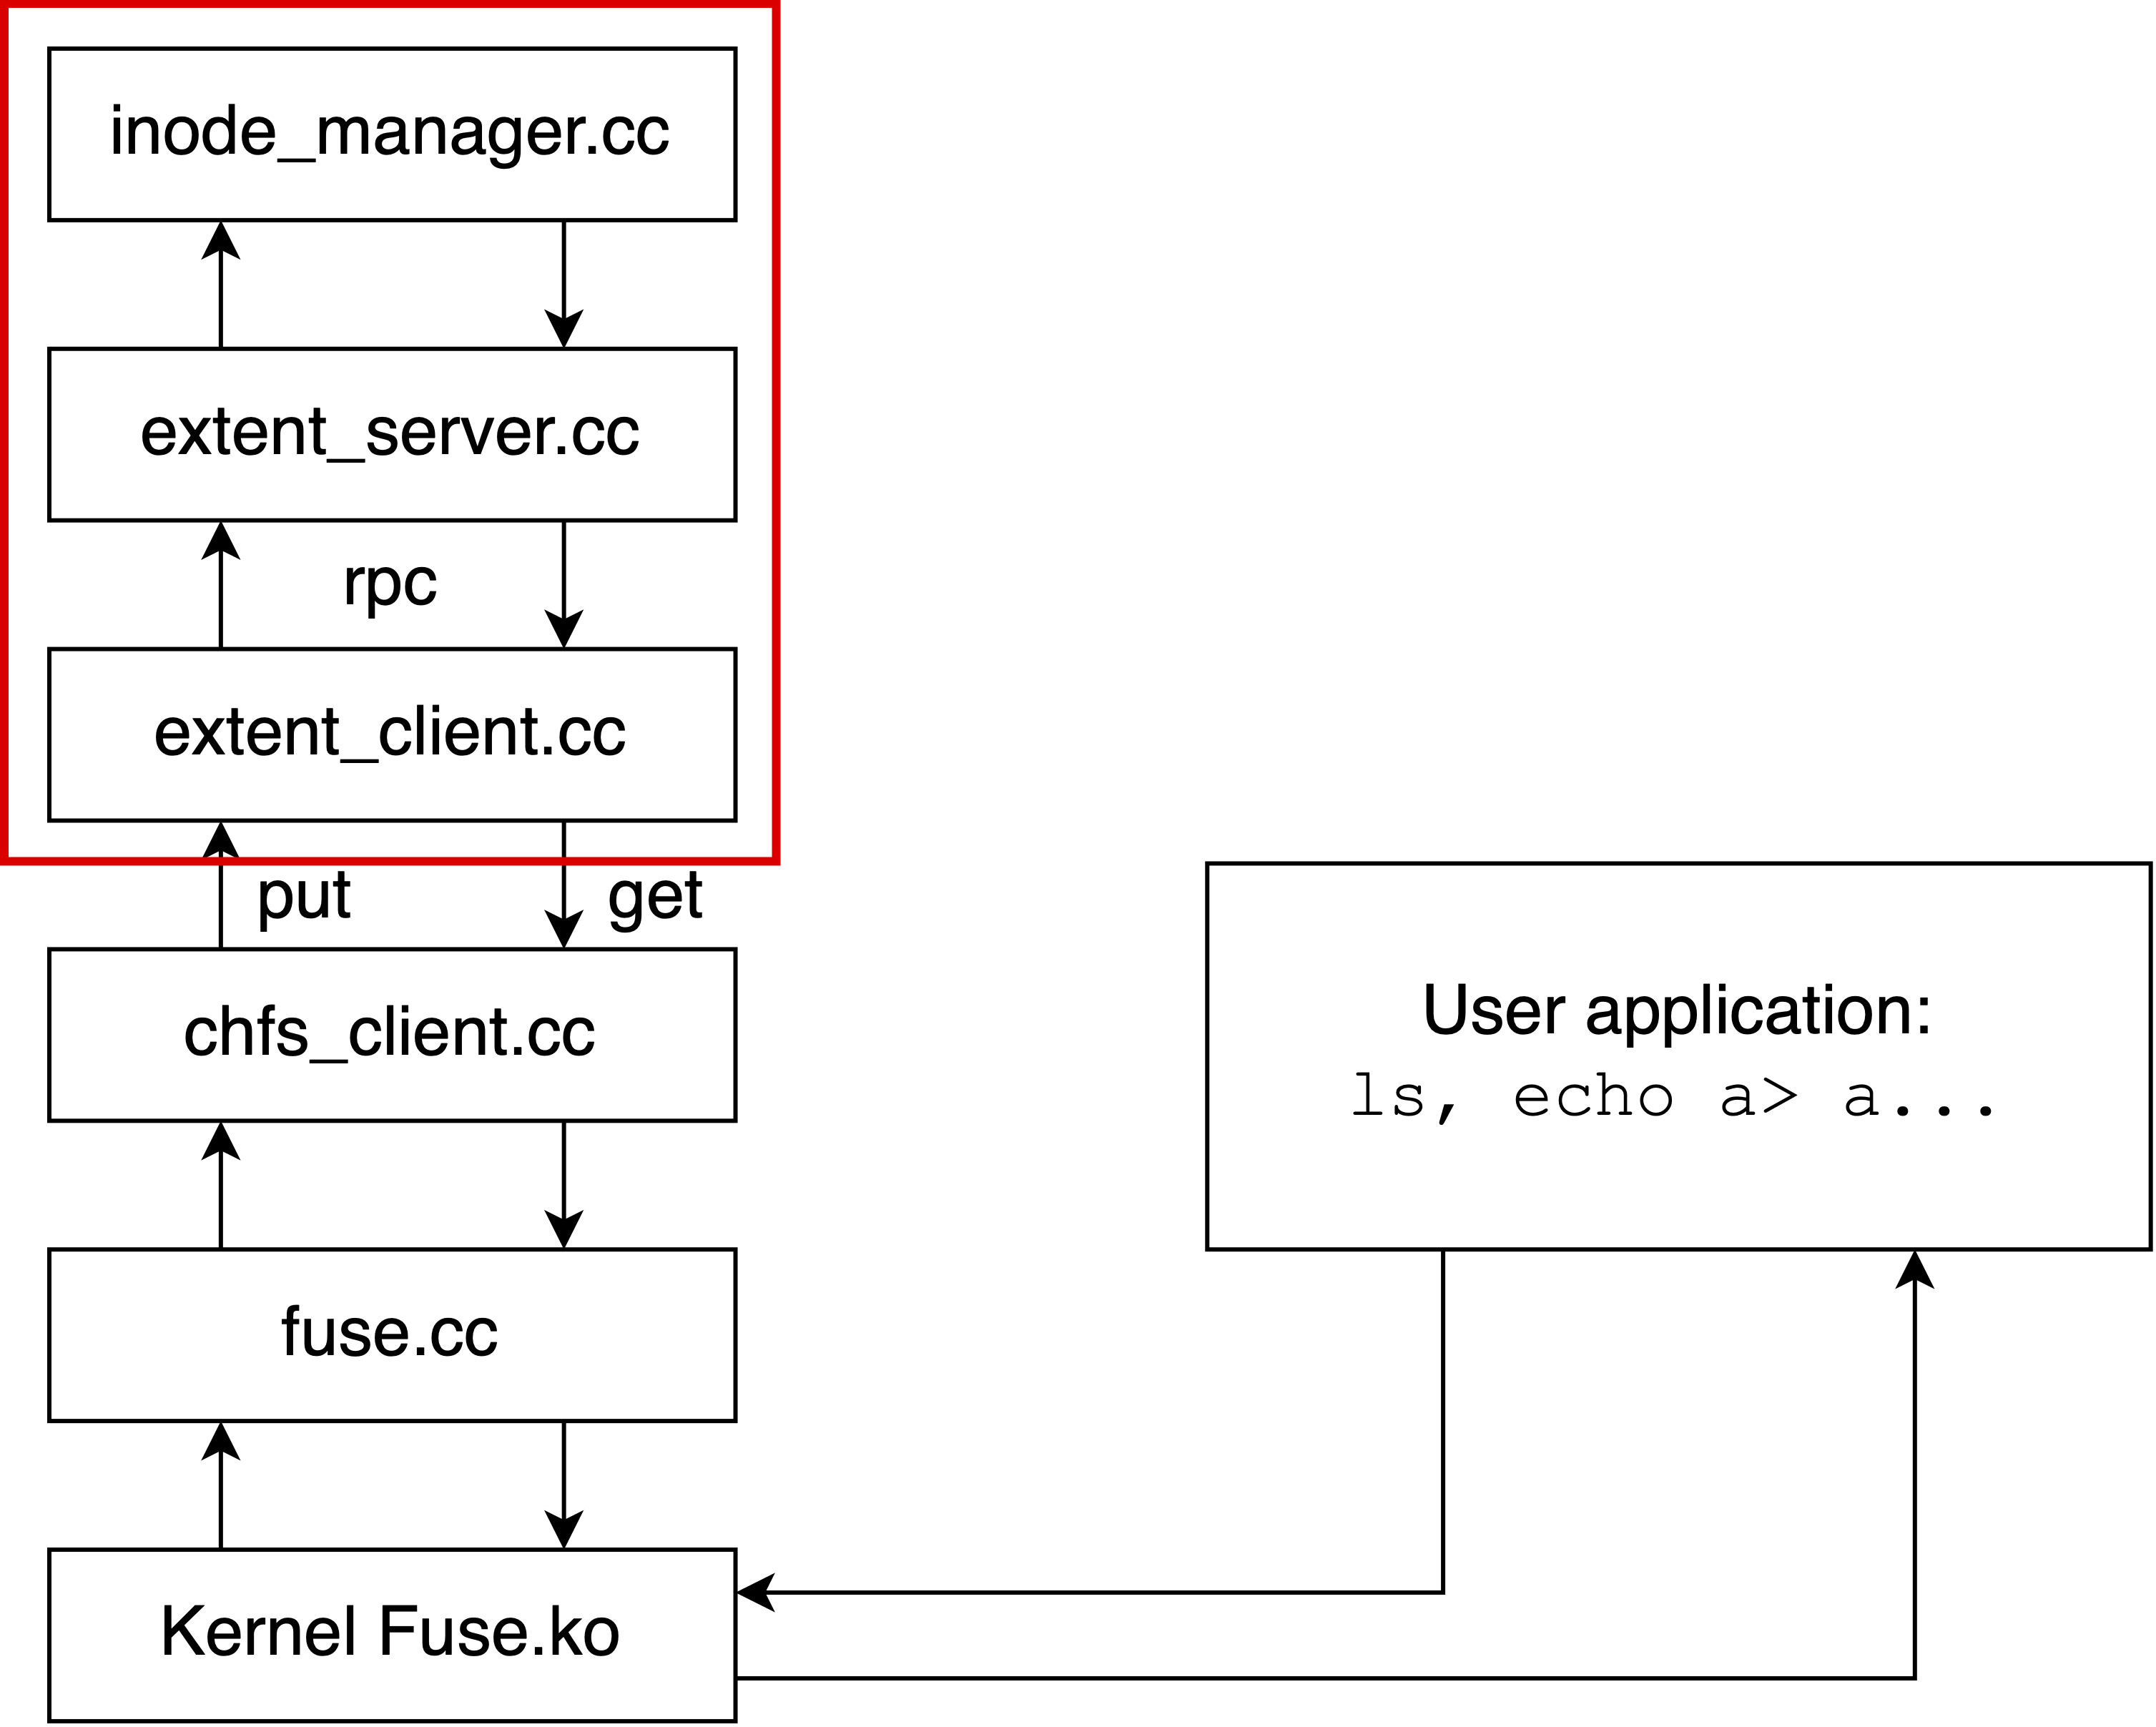 inode_manager.cc
extent_server.cc
rpc
extent_client.cc
put
get
chfs_client.cc
User application:
ls, echo a> a...
fuse.cc
Kernel Fuse.ko